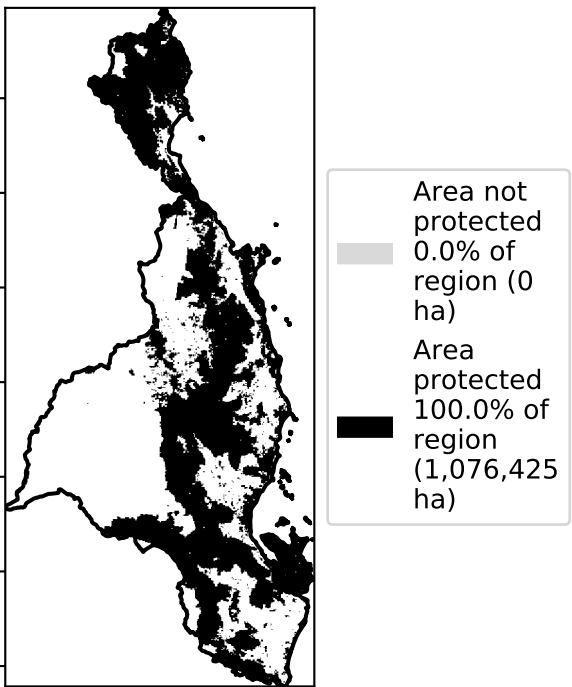 Area not
protected
0.0% of
region (0
ha)
Area
protected
100.0% of
region
(1,076,425
ha)